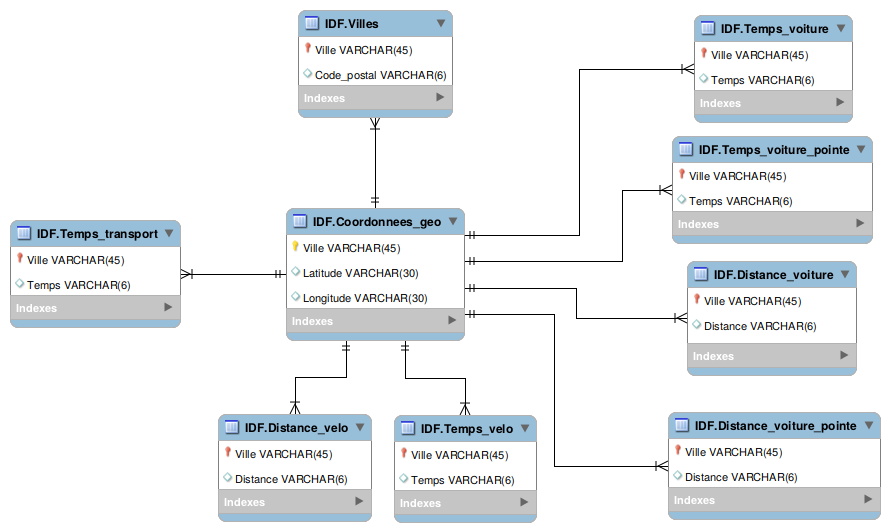 IDF.Villes
Ville VARCHAR(45)
Code_postal VARCHAR(6)
Indexes
IDF.Temps_voiture
Ville VARCHAR(45)
Temps VARCHAR(6)
Indexes
IDF.Temps_voiture_pointe
Ville VARCHAR(45)
Temps VARCHAR(6)
Indexes
IDF.Temps_transport
Ville VARCHAR(45)
Temps VARCHAR(6)
Indexes
IDF.Coordonnees_geo
Ville VARCHAR(45)
Latitude VARCHAR(30)
Longitude VARCHAR(30)
Indexes
IDF.Distance_voiture
Ville VARCHAR(45)
Distance VARCHAR(6)
Indexes
IDF.Distance_velo
Ville VARCHAR(45)
Distance VARCHAR(6)
Indexes
IDF.Temps_velo
Ville VARCHAR(45)
Temps VARCHAR(6)
Indexes
IDF.Distance_voiture_pointe
Ville VARCHAR(45)
Distance VARCHAR(6)
Indexes